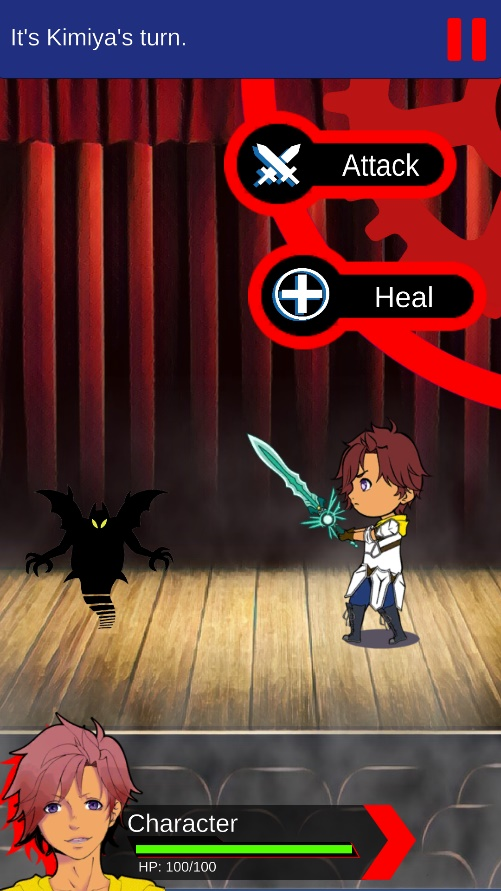 It's Kimiya's turn.
Attack
Heal
Character
HP: 100/100